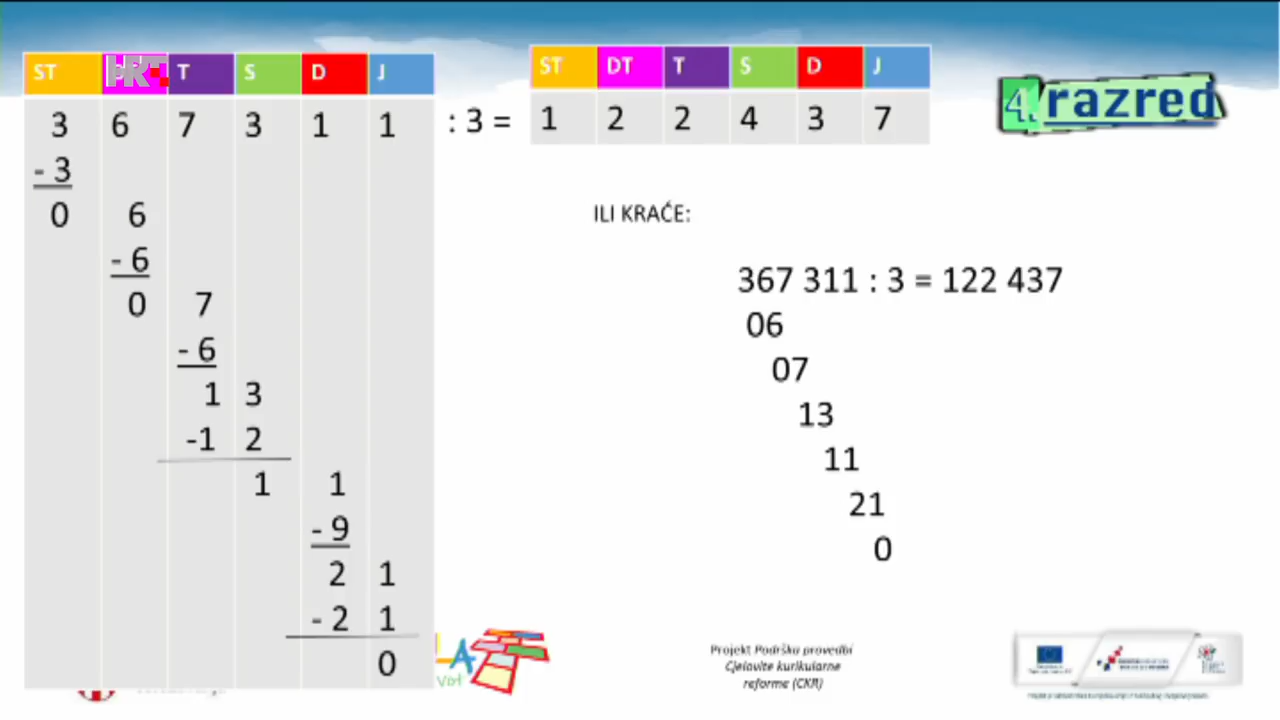 ST HRT T S D J
3 6 7 3 1 1 : 3 =
- 3
0 6
- 6
0 7
- 6
1 3
-1 2
1 1
- 9
2 1
- 2 1
0
ST DT T S D J
1 2 2 4 3 7
4. razred
ILI KRAĆE:
367 311 : 3 = 122 437
06
07
13
11
21
0
Projekt Podrška provedbi
Cjelovite kurikularne
reforme (CKR)